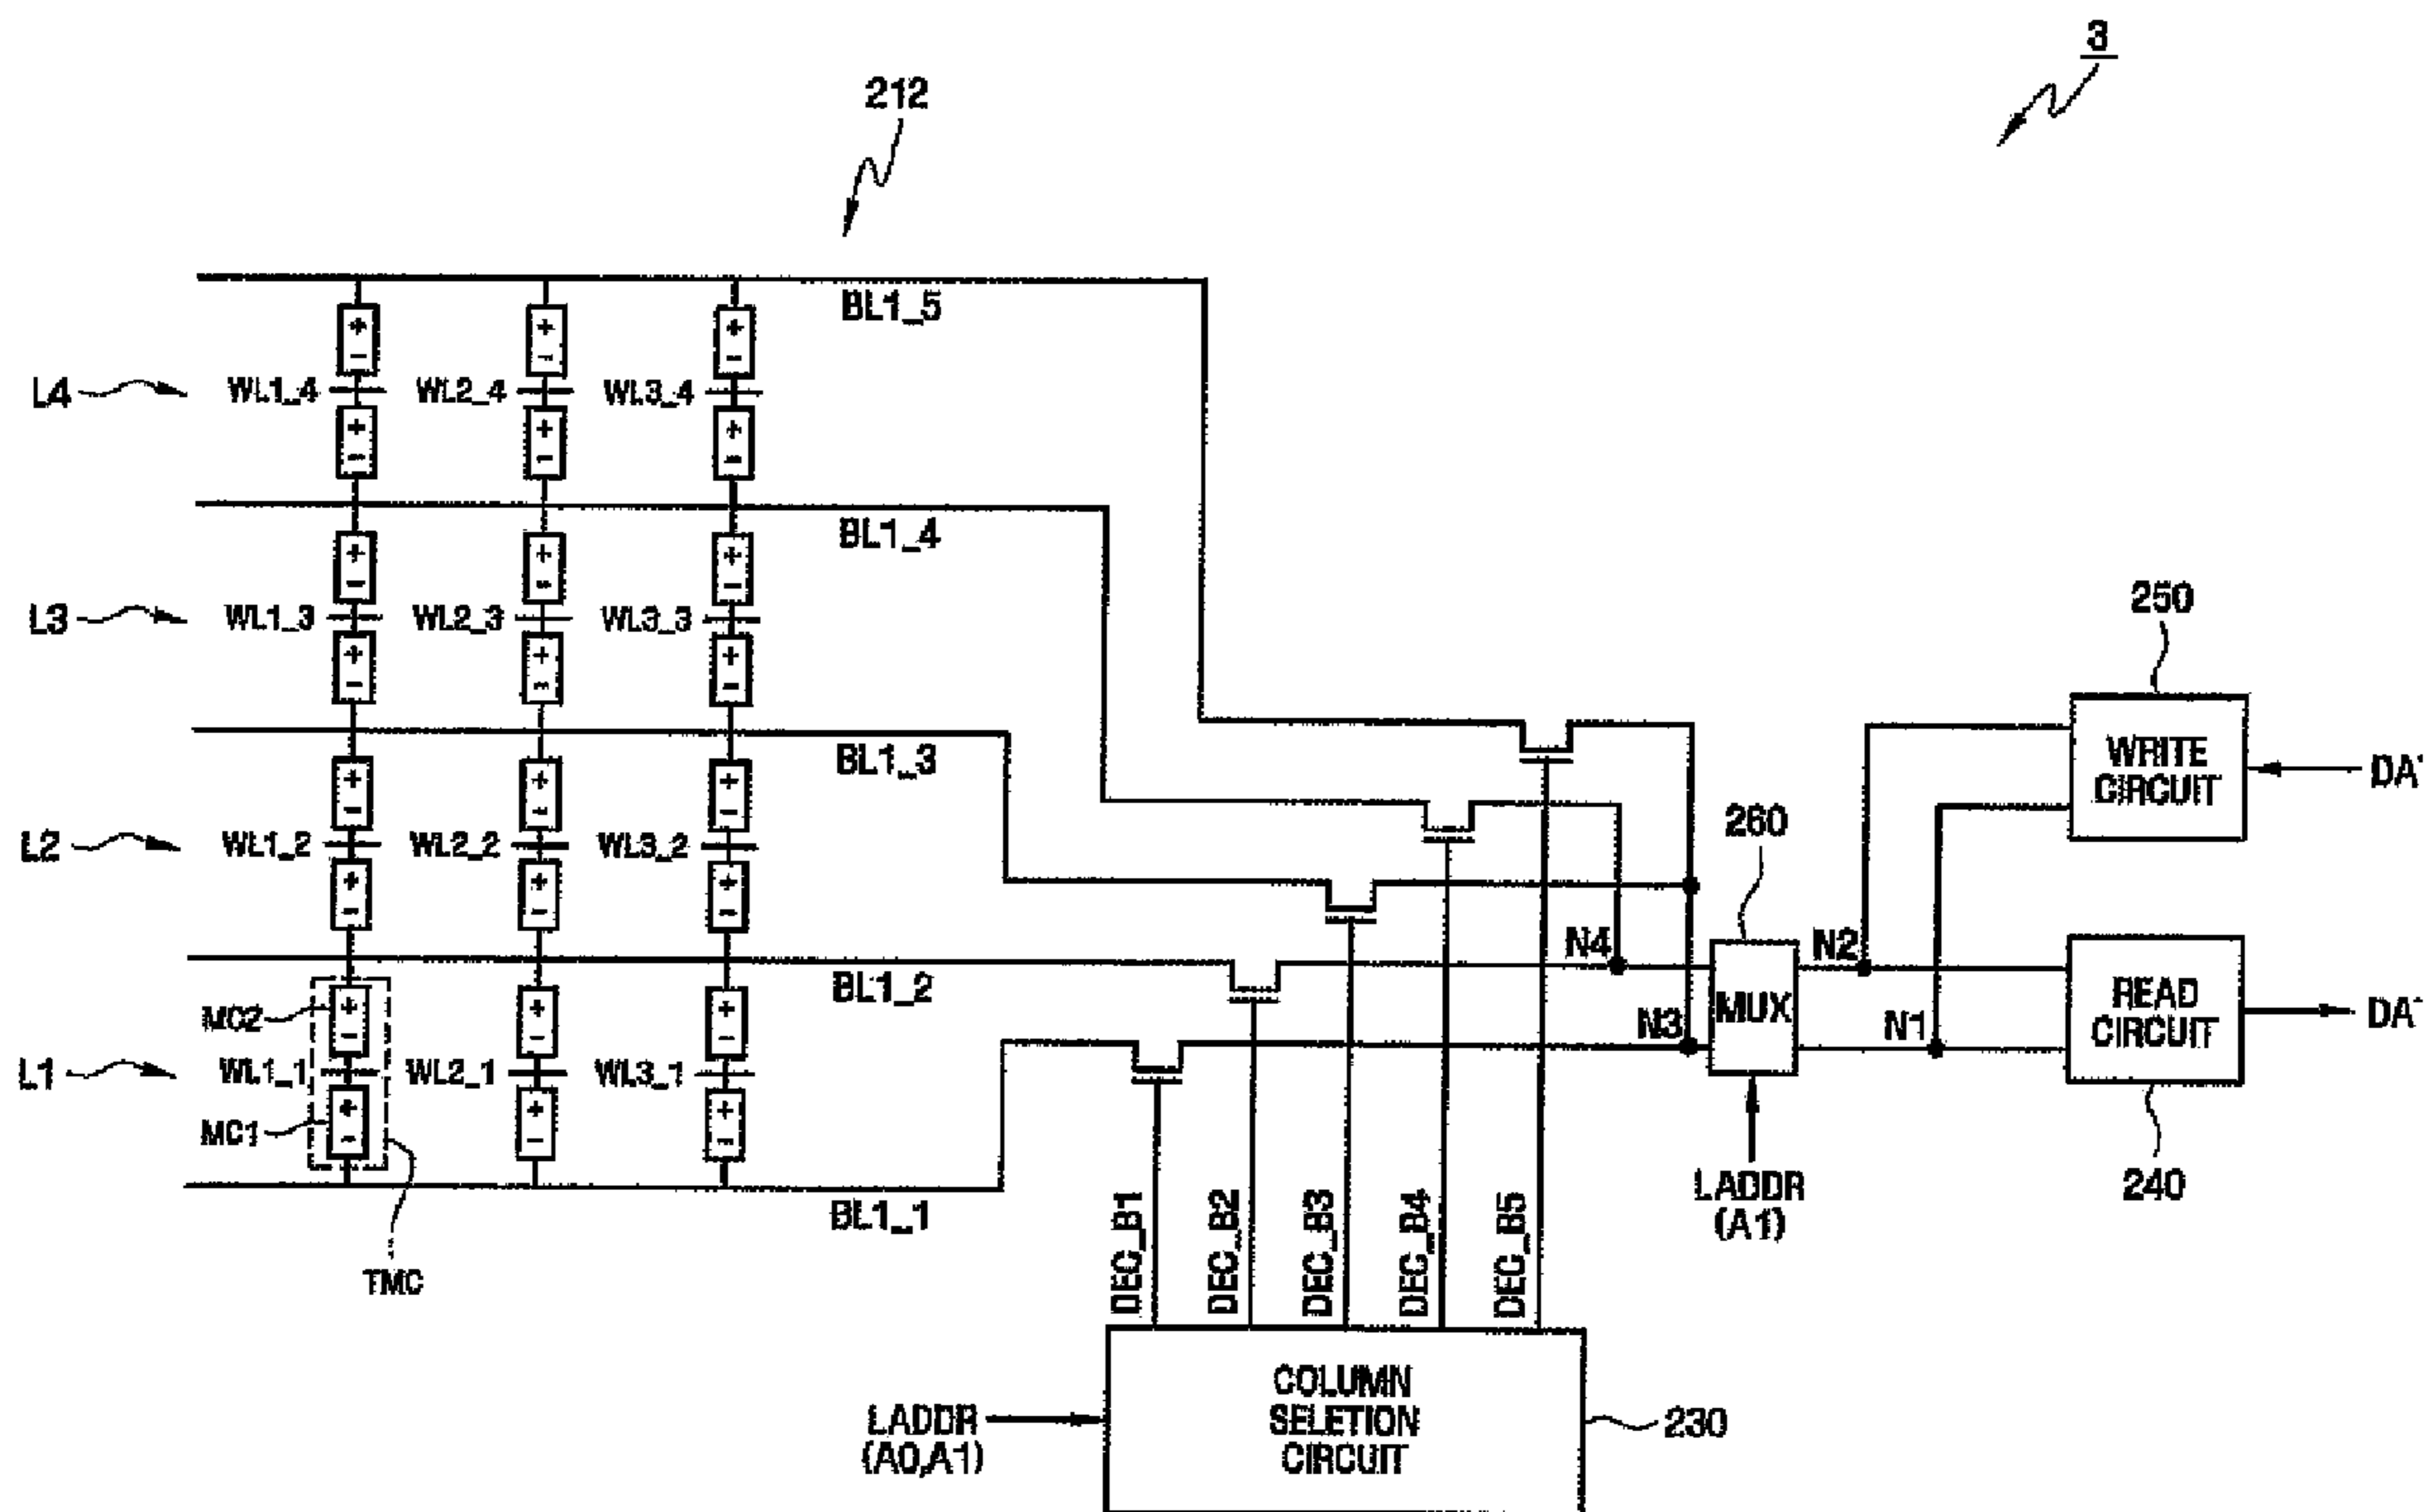 3
212
BL1_5
L4
WL1_4
WL2_4
WL3_4
BL1_4
L3
WL1_3
WL2_3
WL3_3
BL1_3
250
WRITE
CIRCUIT
DA
260
L2
WL1_2
WL2_2
WL3_2
BL1_2
N4
N2
MUX
N3
N1
READ
CIRCUIT
DA
240
MC2
L1
WL1_1
WL2_1
WL3_1
MC1
BL1_1
TMC
LADDR
(A1)
DEC_B1
DEC_B2
DEC_B3
DEC_B4
DEC_B5
COLUMN
SELETION
CIRCUIT
LADDR
(A0,A1)
230